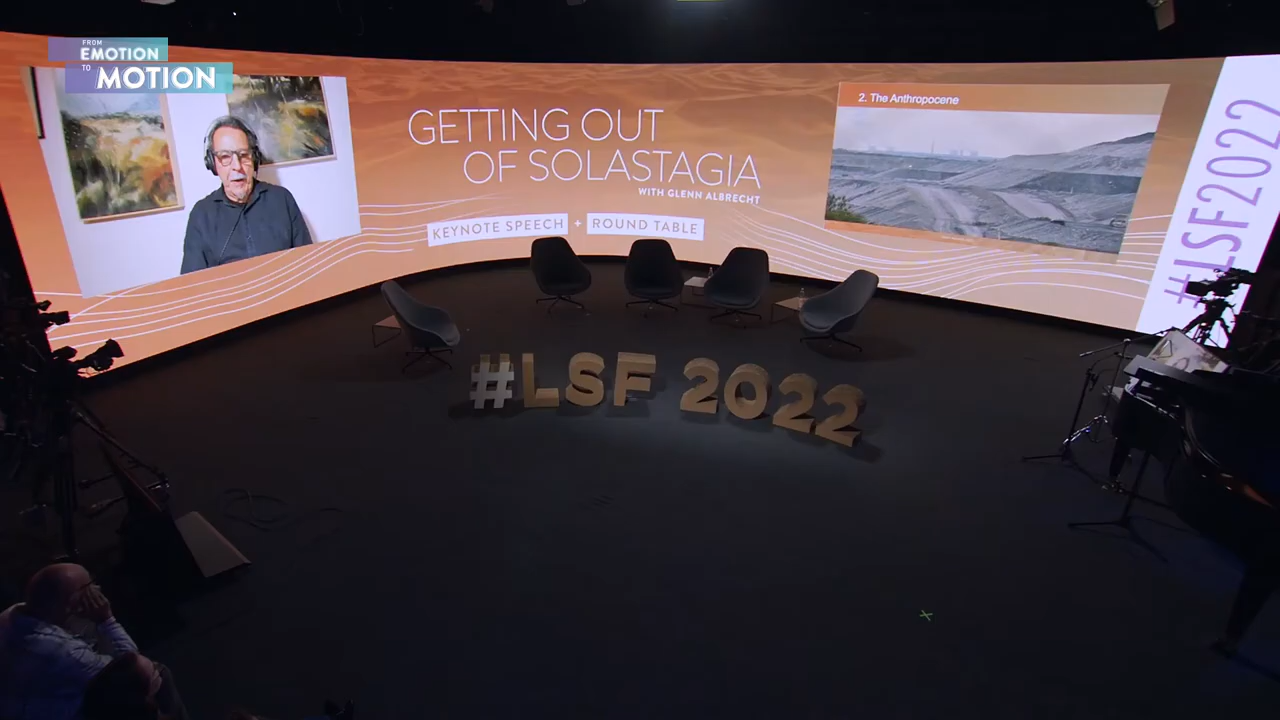 FROM
EMOTION
TO MOTION
GETTING OUT
OF SOLASTAGIA
WITH GLENN ALBRECHT
KEYNOTE SPEECH + ROUND TABLE
2. The Anthropocene
#LSF2022
#LSF 2022